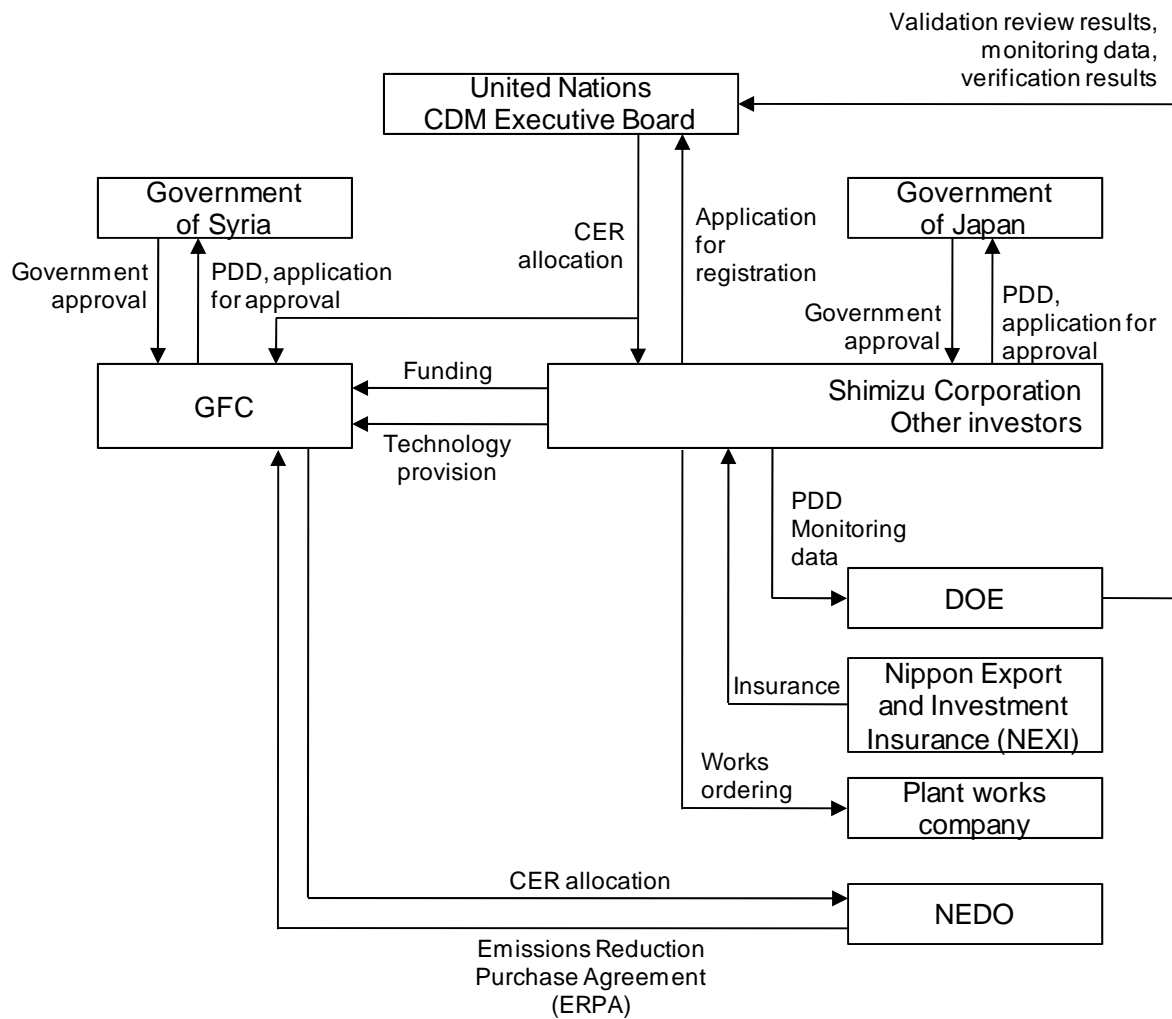 Validation review results,
monitoring data,
verification results
United Nations
CDM Executive Board
Government
of Syria
Government
of Japan
Government
approval
PDD, application
for approval
CER
allocation
Application
for
registration
Government
approval
PDD,
application for
approval
GFC
Funding
Technology
provision
Shimizu Corporation
Other investors
PDD
Monitoring
data
DOE
Insurance
Nippon Export
and Investment
Insurance (NEXI)
Works
ordering
Plant works
company
CER allocation
NEDO
Emissions Reduction
Purchase Agreement
(ERPA)